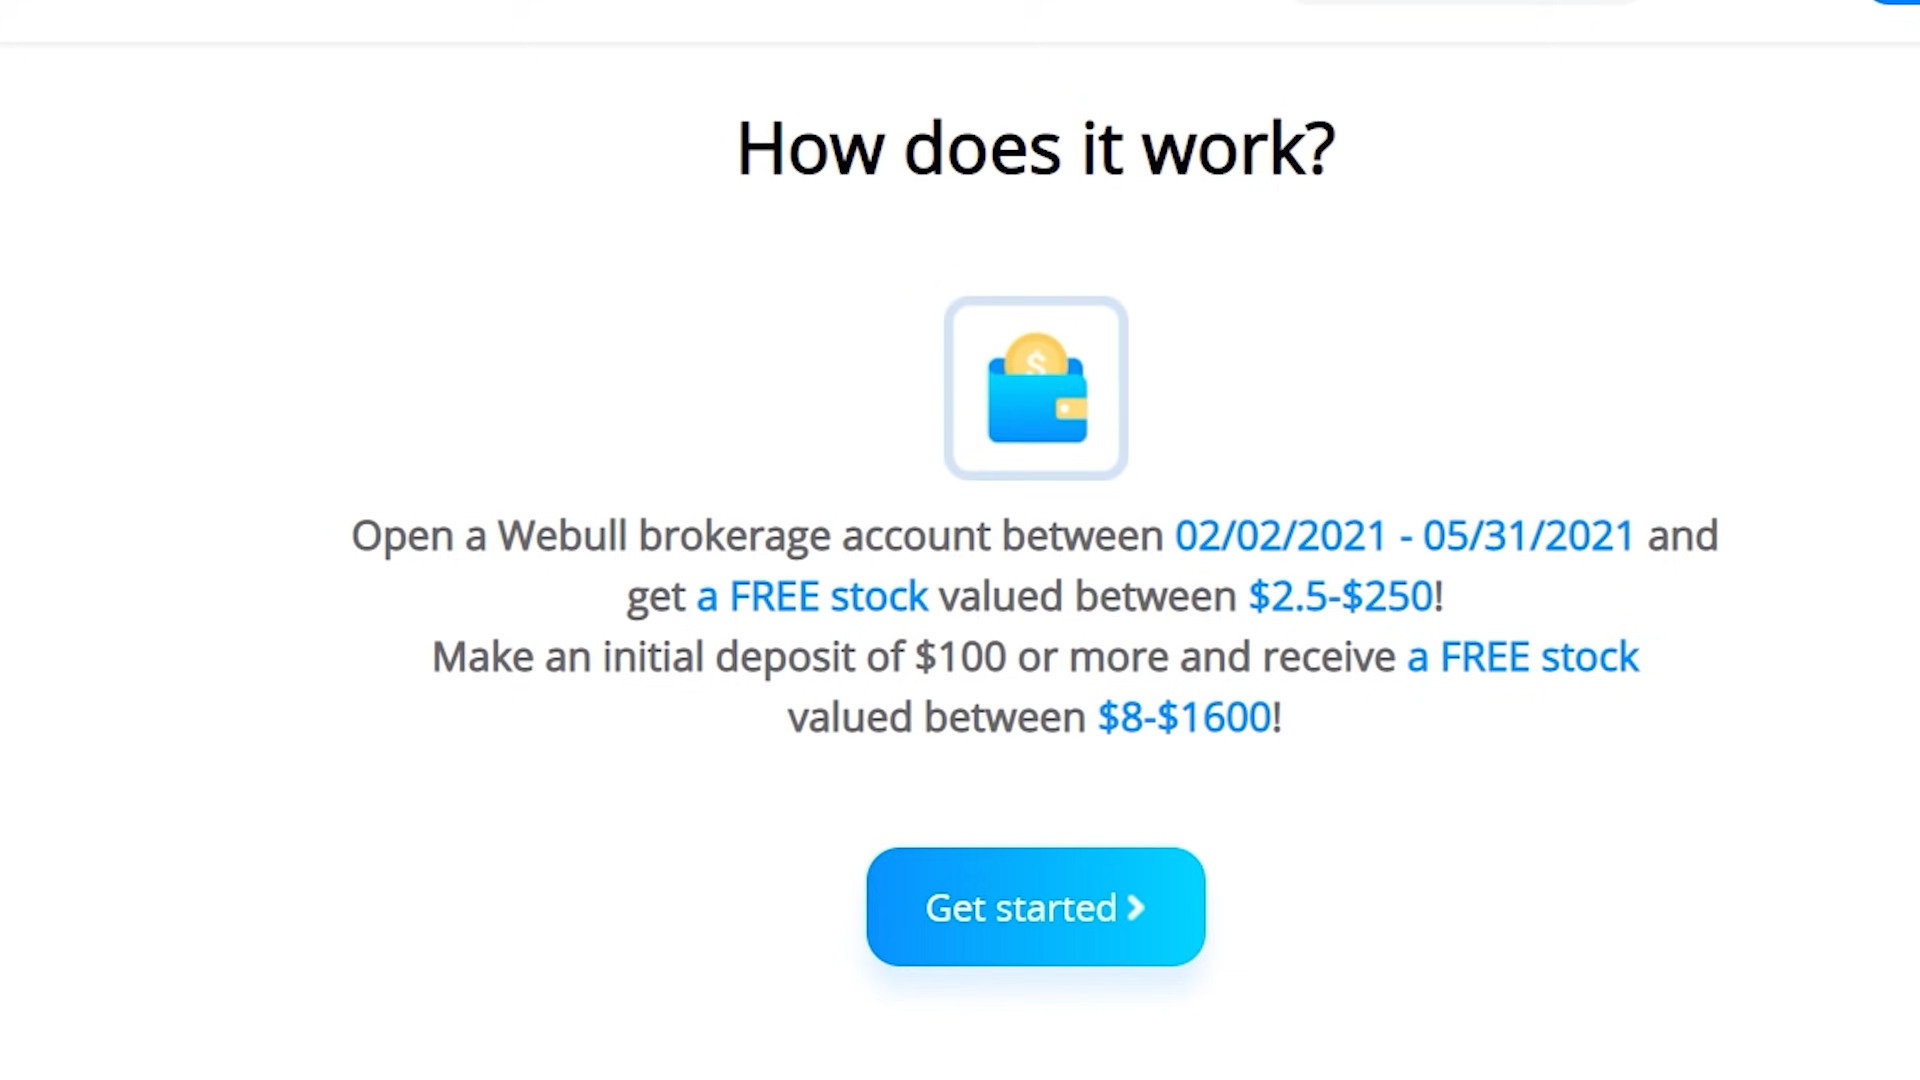 How does it work?
$
Open a Webull brokerage account between 02/02/2021 - 05/31/2021 and
get a FREE stock valued between $2.5-$250!
Make an initial deposit of $100 or more and receive a FREE stock
valued between $8-$1600!
Get started